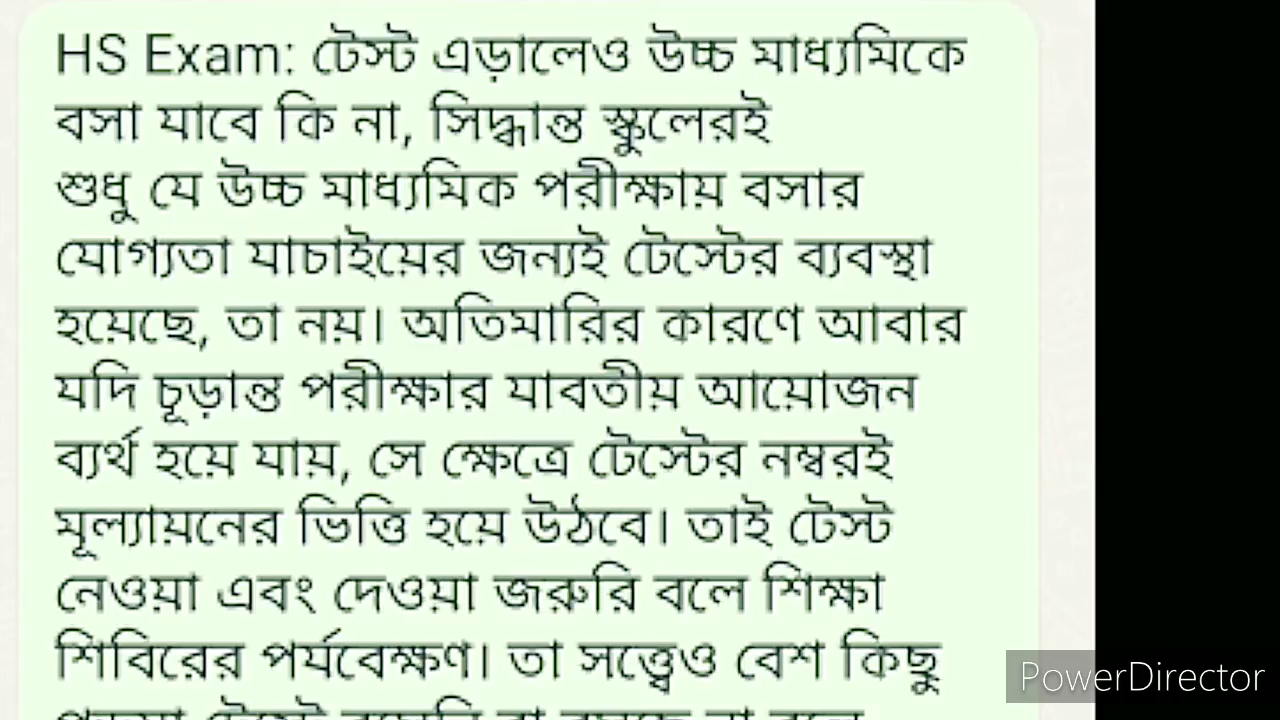 HS Exam: টেস্ট এড়ালেও উচ্চ মাধ্যমিকে
বসা যাবে কি না, সিদ্ধান্ত স্কুলেরই
শুধু যে উচ্চ মাধ্যমিক পরীক্ষায় বসার
যোগ্যতা যাচাইয়ের জন্যই টেস্টের ব্যবস্থা
হয়েছে, তা নয়। অতিমারির কারণে আবার
যদি চূড়ান্ত পরীক্ষার যাবতীয় আয়োজন
ব্যর্থ হয়ে যায়, সে ক্ষেত্রে টেস্টের নম্বরই
মূল্যায়নের ভিত্তি হয়ে উঠবে। তাই টেস্ট
নেওয়া এবং দেওয়া জরুরি বলে শিক্ষা
শিবিরের পর্যবেক্ষণ। তা সত্ত্বেও বেশ কিছু
PowerDirector